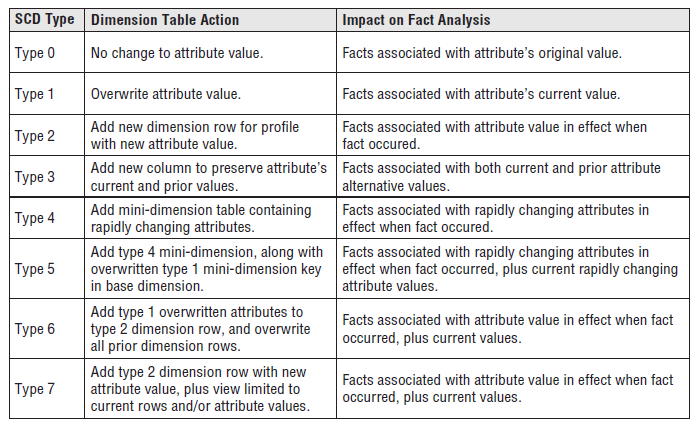 SCD Type Dimension Table Action Impact on Fact Analysis
Type 0 No change to attribute value. Facts associated with attribute's original value.
Type 1 Overwrite attribute value. Facts associated with attribute's current value.
Type 2
Add new dimension row for profile
with new attribute value.
Facts associated with attribute value in effect when
fact occured.
Type 3
Add new column to preserve attribute's
current and prior values.
Facts associated with both current and prior attribute
alternative values.
Type 4
Add mini-dimension table containing
rapidly changing attributes.
Facts associated with rapidly changing attributes in
effect when fact occured.
Type 5
Add type 4 mini-dimension, along with
overwritten type 1 mini-dimension key
in base dimension.
Facts associated with rapidly changing attributes in
effect when fact occurred, plus current rapidly changing
attribute values.
Type 6
Add type 1 overwritten attributes to
type 2 dimension row, and overwrite
all prior dimension rows.
Facts associated with attribute value in effect when fact
occurred, plus current values.
Type 7
Add type 2 dimension row with new
attribute value, plus view limited to
current rows and/or attribute values.
Facts associated with attribute value in effect when fact
occurred, plus current values.